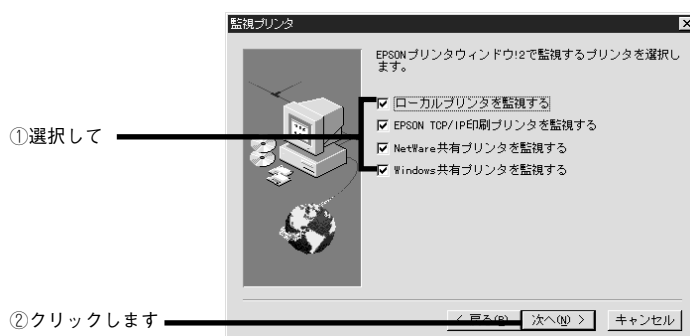 監視プリンタ
EPSONプリンタウィンドウ!2で監視するプリンタを選択し
ます。
ローカルプリンタを監視する
EPSON TCP/IP印刷プリンタを監視する
NetWare共有プリンタを監視する
Windows共有プリンタを監視する
①選択して
②クリックします
< 戻る(B)
次へ(N) >
キャンセル